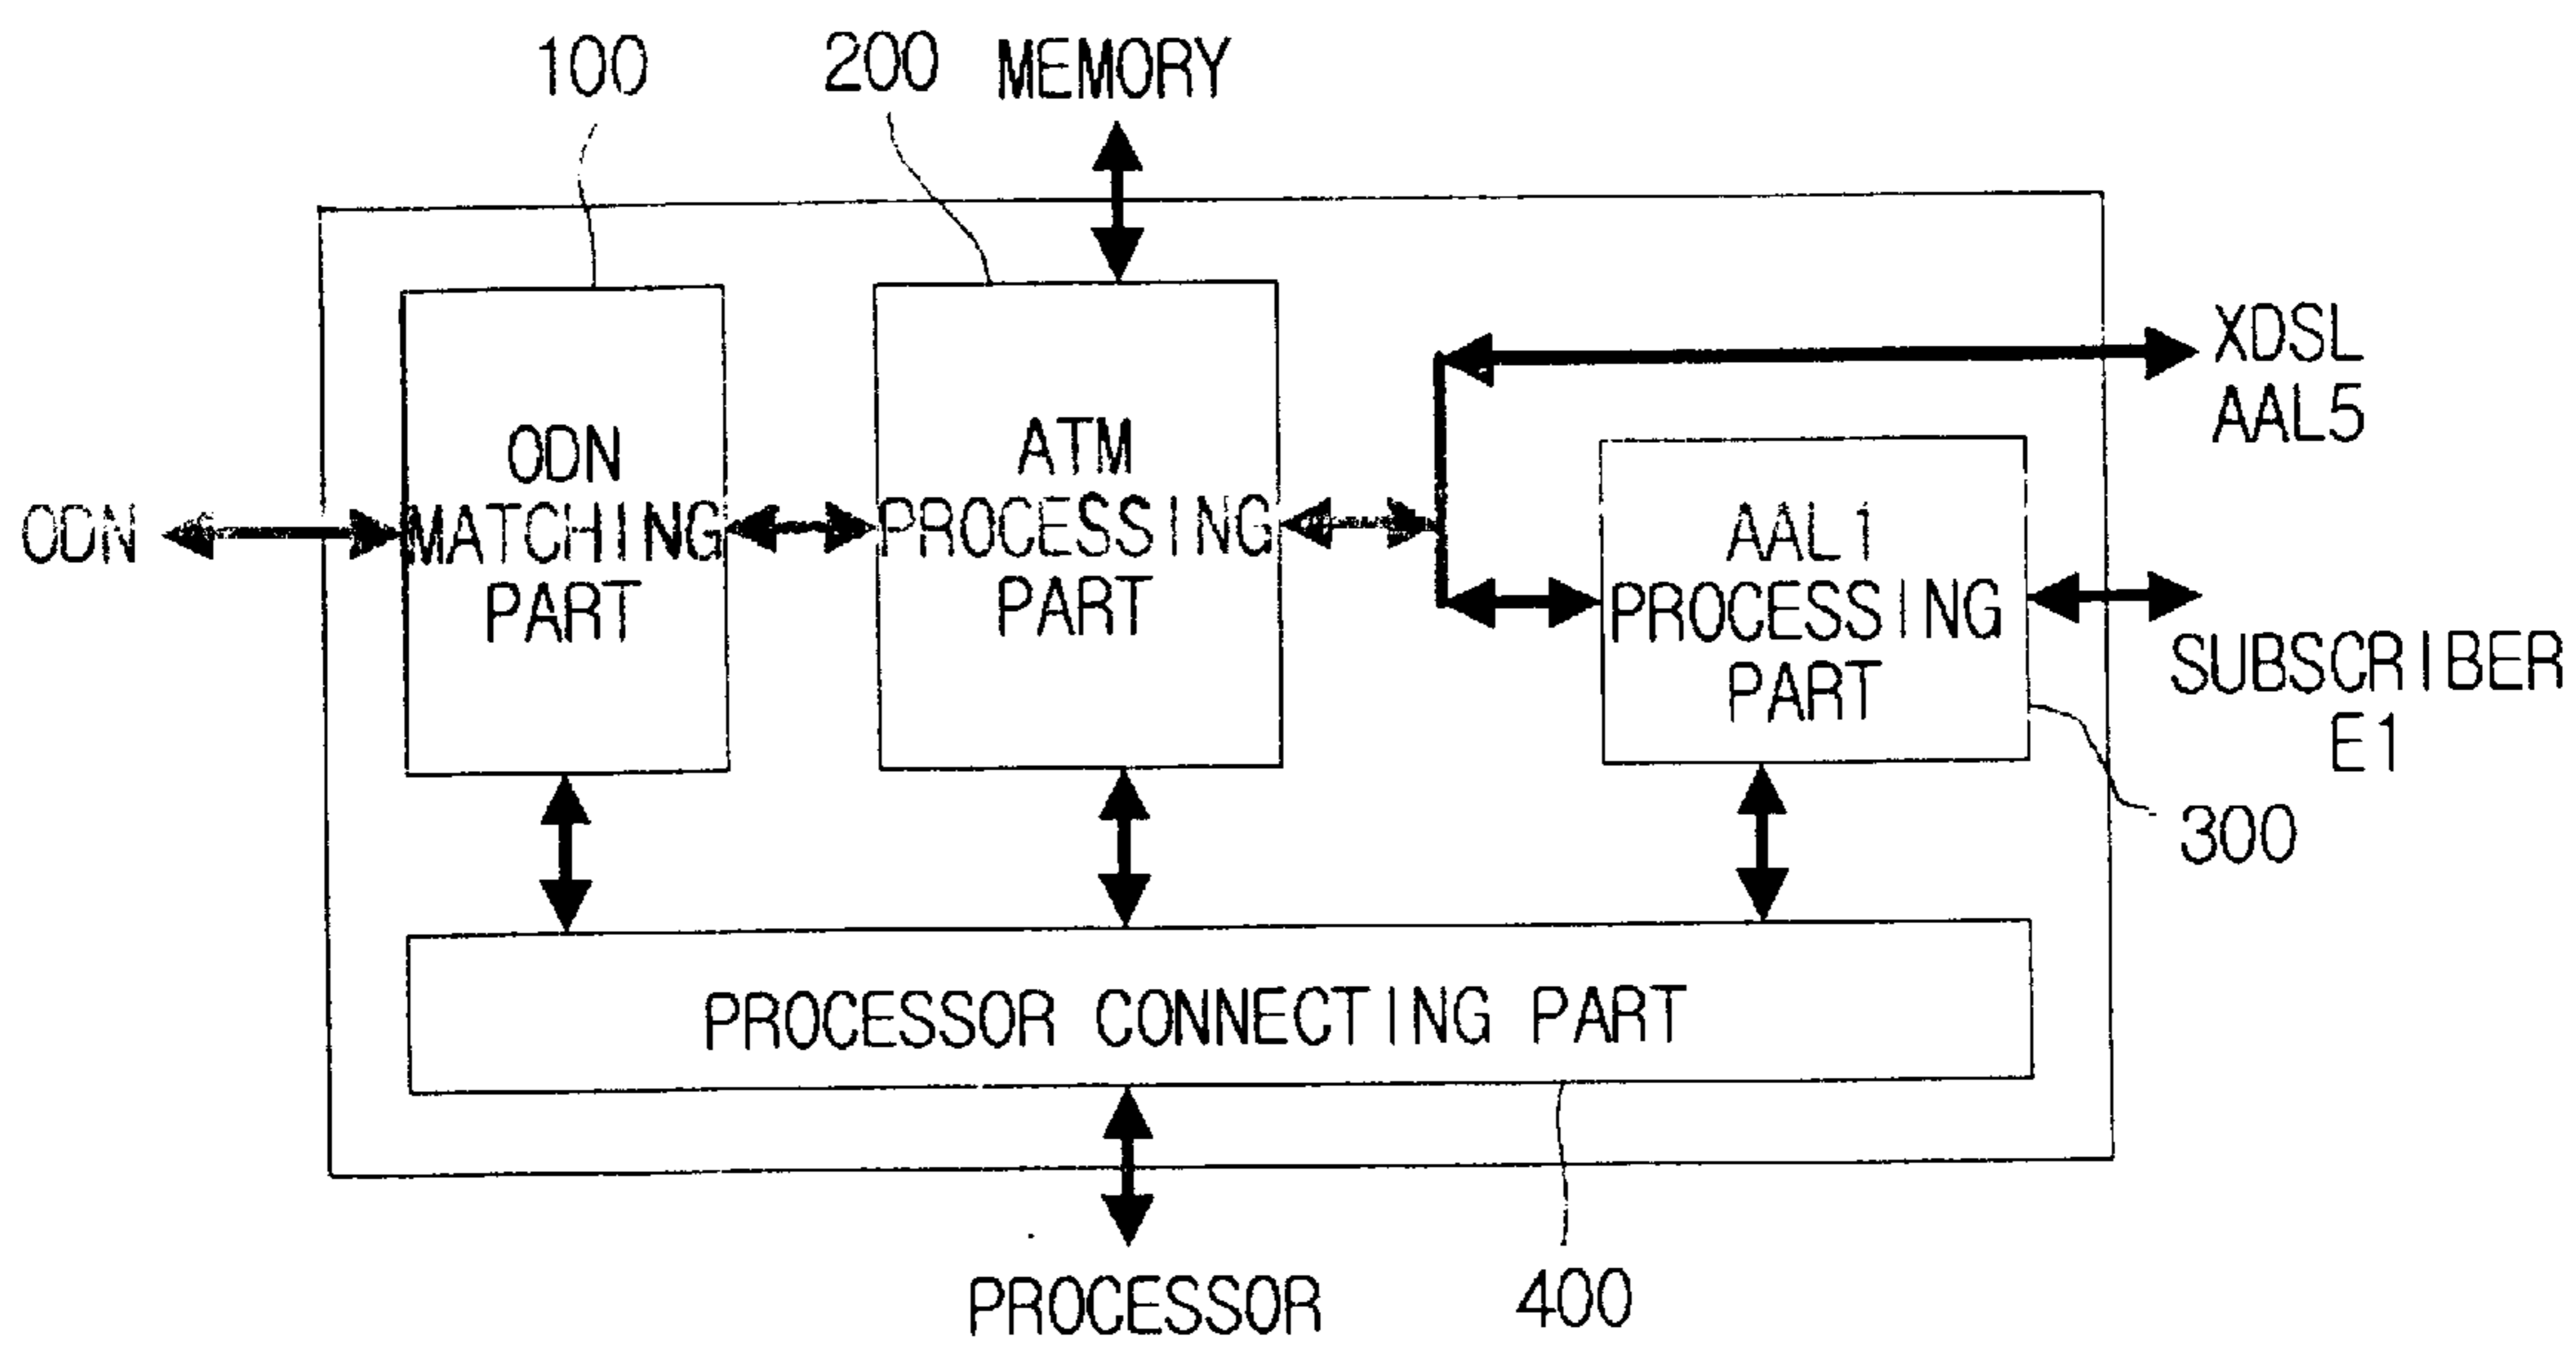 100
200
MEMORY
XDSL
AAL5
ODN
ODN
MATCHING
PART
ATM
PROCESSING
PART
AAL1
PROCESSING
PART
SUBSCRIBER
E1
300
PROCESSOR CONNECTING PART
PROCESSOR
400